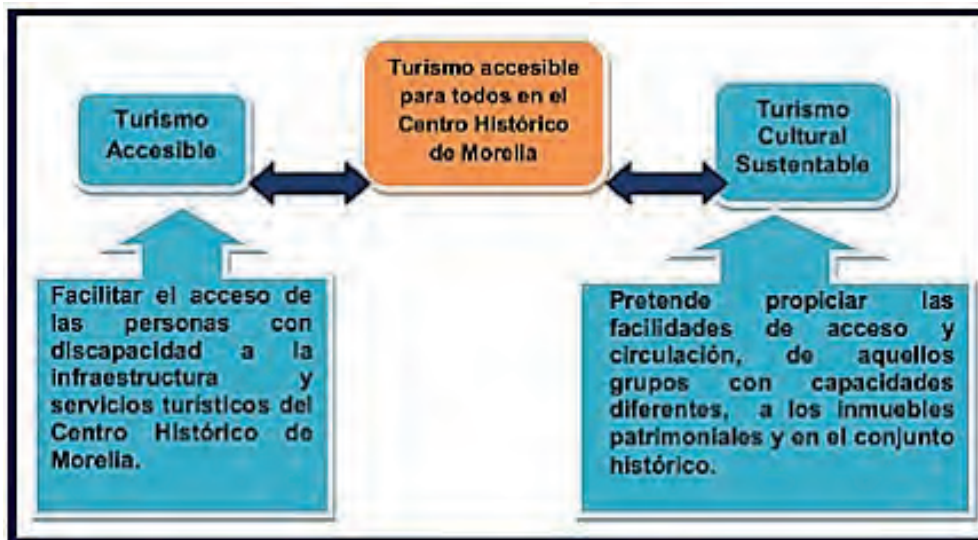 Turismo
Accesible
Turismo accesible
para todos en el
Centro Histórico
de Morelia
Turismo
Cultural
Sustentable
Facilitar el acceso de
las personas con
discapacidad a la
infraestructura y
servicios turísticos del
Centro Histórico de
Morelia.
Pretende propiciar las
facilidades de acceso y
circulación, de aquellos
grupos con capacidades
diferentes, a los inmuebles
patrimoniales y en el conjunto
histórico.